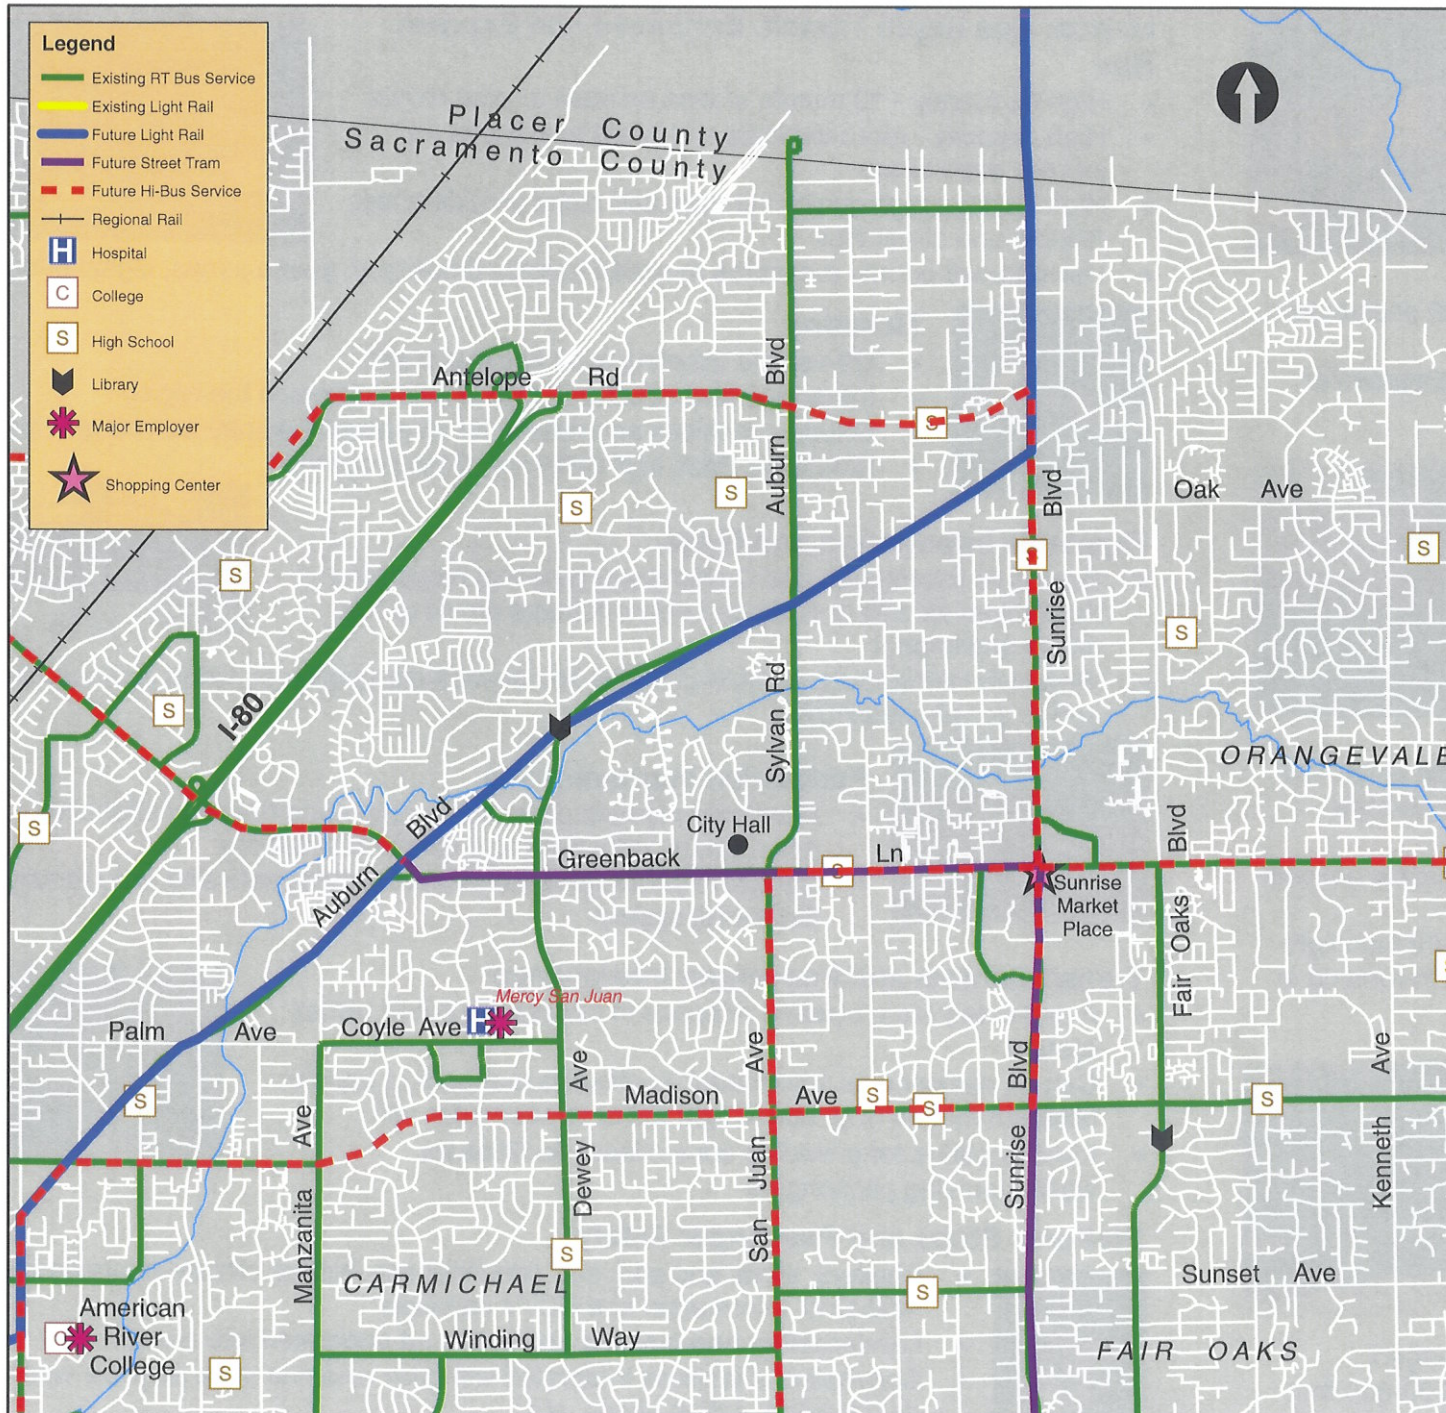 Legend
Existing RT Bus Service
Existing Light Rail
Future Light Rail
Future Street Tram
Future Hi-Bus Service
Regional Rail
H Hospital
C College
S High School
Library
Major Employer
Shopping Center
Placer County
Sacramento County
Antelope Rd
Auburn Blvd
S
S
S
Sunrise Blvd
Oak Ave
S
S
S
S
S
I-80
Sylvan Rd
ORANGEVALE
S
Auburn Blvd
City Hall
Greenback Ln
S
Blvd
Fair Oaks
Sunrise
Market
Place
Mercy San Juan
H
Palm Ave
Coyle Ave
S
Manzanita Ave
Dewey Ave
Madison Ave
San Juan Ave
S
S
Sunrise Blvd
S
Kenneth Ave
S
CARMICHAEL
S
Sunset Ave
American
River
College
C
Winding Way
S
FAIR OAKS